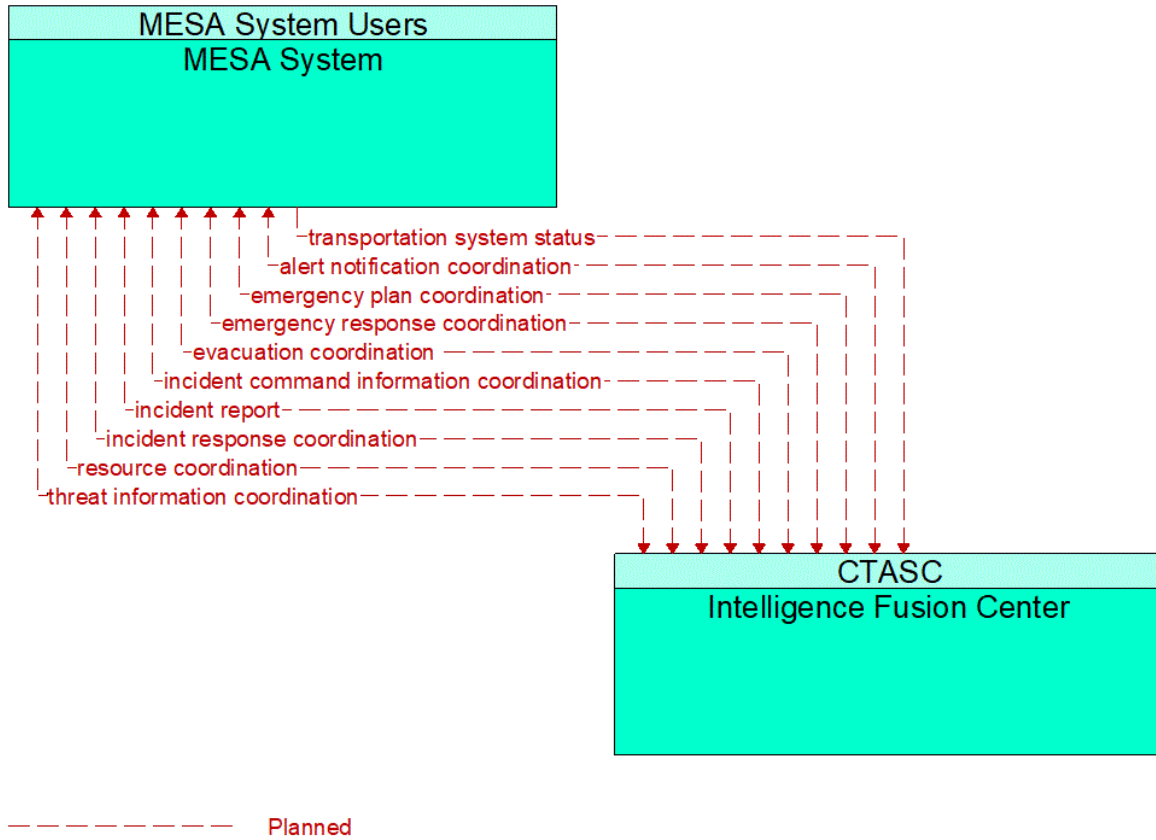 MESA System Users
MESA System
transportation system status
alert notification coordination
emergency plan coordination
emergency response coordination
evacuation coordination
incident command information coordination
incident report
incident response coordination
resource coordination
threat information coordination
CTASC
Intelligence Fusion Center
Planned